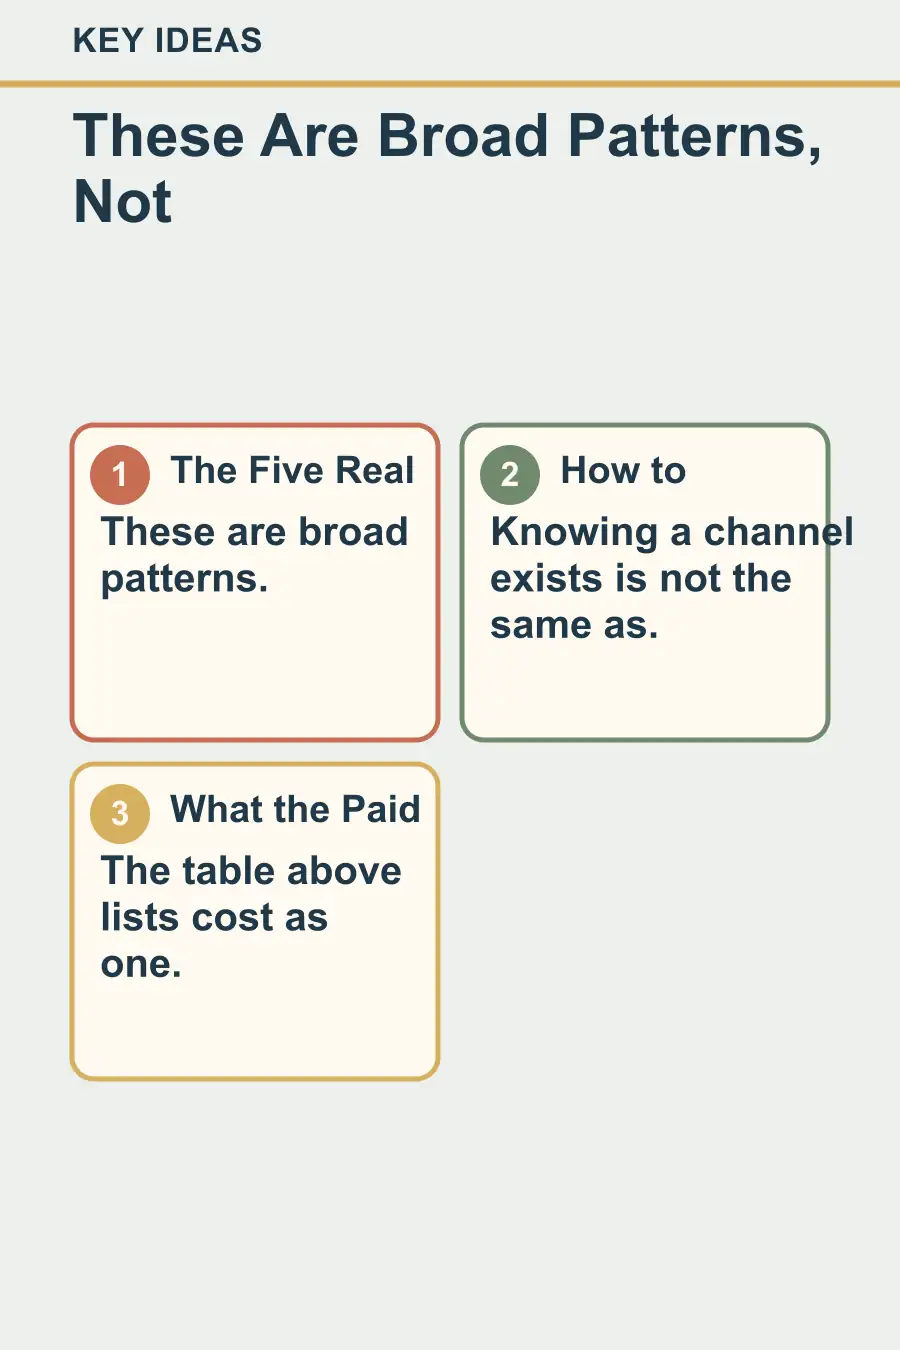 KEY IDEAS
These Are Broad Patterns,
Not
1 The Five Real
These are broad
patterns.
2 How to
Knowing a channel
exists is not the
same as.
3 What the Paid
The table above
lists cost as
one.